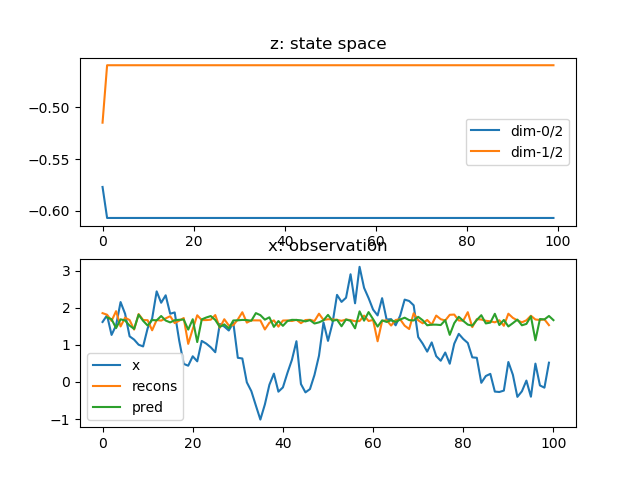 z: state space
−0.50
−0.55
−0.60
dim-0/2
dim-1/2
0 20 40 60 80 100
x: observation
3
2
1
0
−1
x
recons
pred
0 20 40 60 80 100